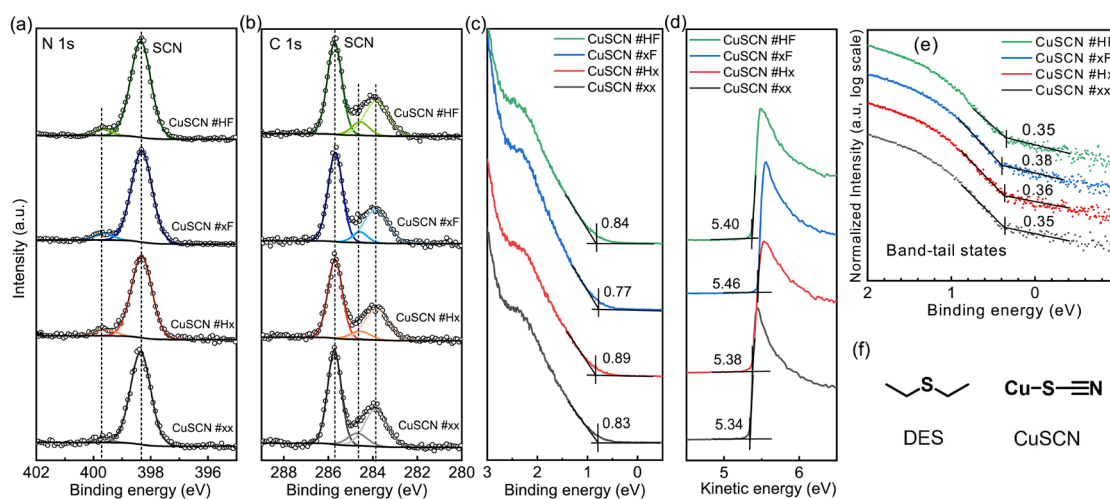 (a)
N 1s
SCN
CuSCN #HF
CuSCN #xF
CuSCN #Hx
CuSCN #xx
Intensity (a.u.)
402 400 398 396
Binding energy (eV)
(b)
C 1s
SCN
CuSCN #HF
CuSCN #xF
CuSCN #Hx
CuSCN #xx
288 286 284 282 280
Binding energy (eV)
(c)
CuSCN #HF
CuSCN #xF
CuSCN #Hx
CuSCN #xx
0.84
0.77
0.89
0.83
3 2 1 0
Binding energy (eV)
(d)
CuSCN #HF
CuSCN #xF
CuSCN #Hx
CuSCN #xx
5.40
5.46
5.38
5.34
5 6
Kinetic energy (eV)
(e)
Normalized Intensity (a.u. log scale)
CuSCN #HF
CuSCN #xF
CuSCN #Hx
CuSCN #xx
0.35
0.38
0.36
0.35
Band-tail states
2 1 0
Binding energy (eV)
(f)
S
Cu S N
DES CuSCN